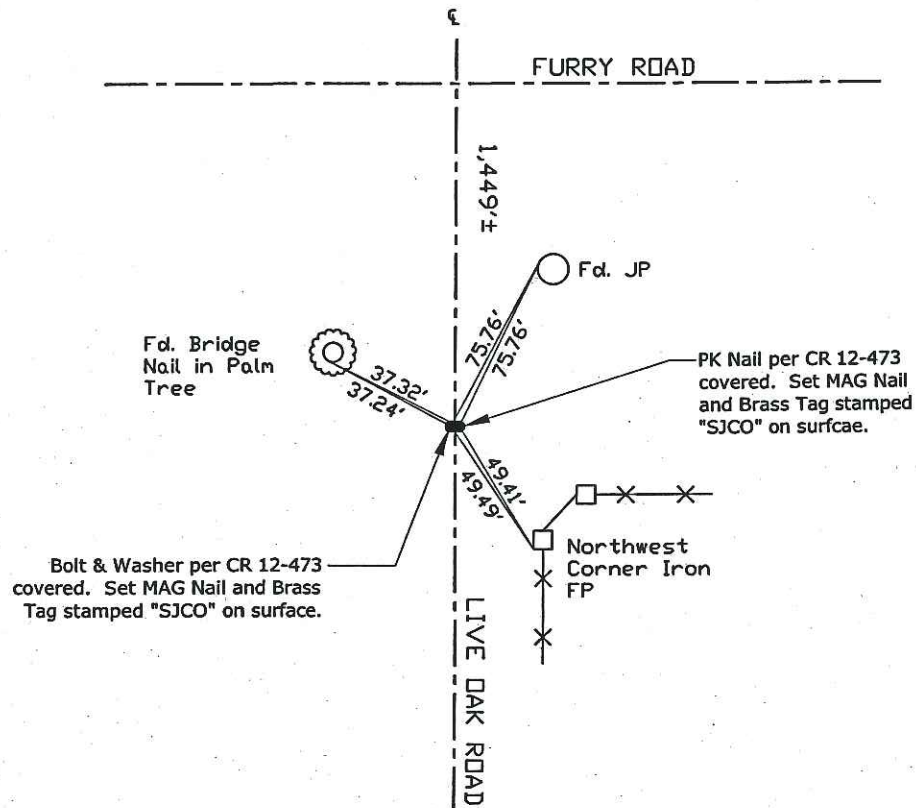 ℄
FURRY ROAD
1,449'±
Fd. JP
75.76'
75.76'
Fd. Bridge
Nail in Palm
Tree
37.32'
37.24'
PK Nail per CR 12-473
covered. Set MAG Nail
and Brass Tag stamped
"SJCO" on surfcae.
49.41'
49.49'
Northwest
Corner Iron
FP
Bolt & Washer per CR 12-473
covered. Set MAG Nail and Brass
Tag stamped "SJCO" on surface.
LIVE OAK ROAD